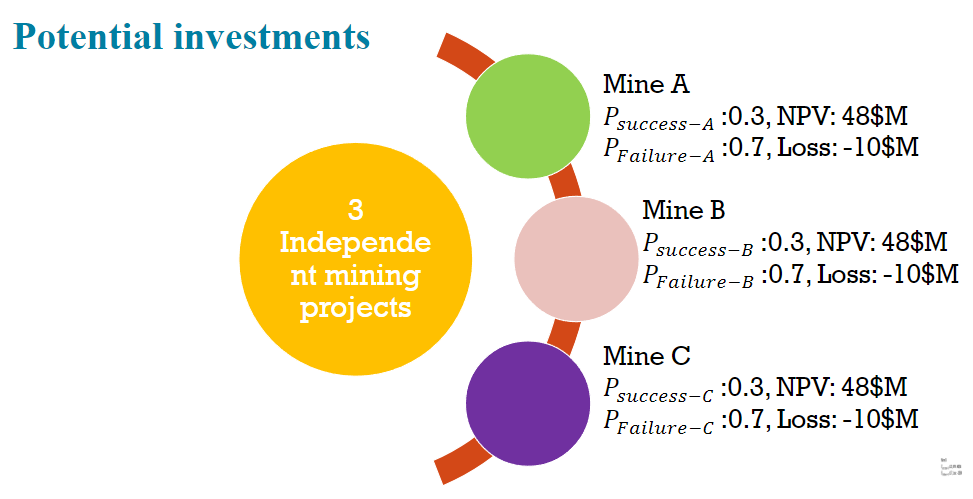 Potential investments
3
Independe
nt mining
projects
Mine A
P_{success−A} :0.3, NPV: 48$M
P_{Failure−A} :0.7, Loss: -10$M
Mine B
P_{success−B} :0.3, NPV: 48$M
P_{Failure−B} :0.7, Loss: -10$M
Mine C
P_{success−C} :0.3, NPV: 48$M
P_{Failure−C} :0.7, Loss: -10$M